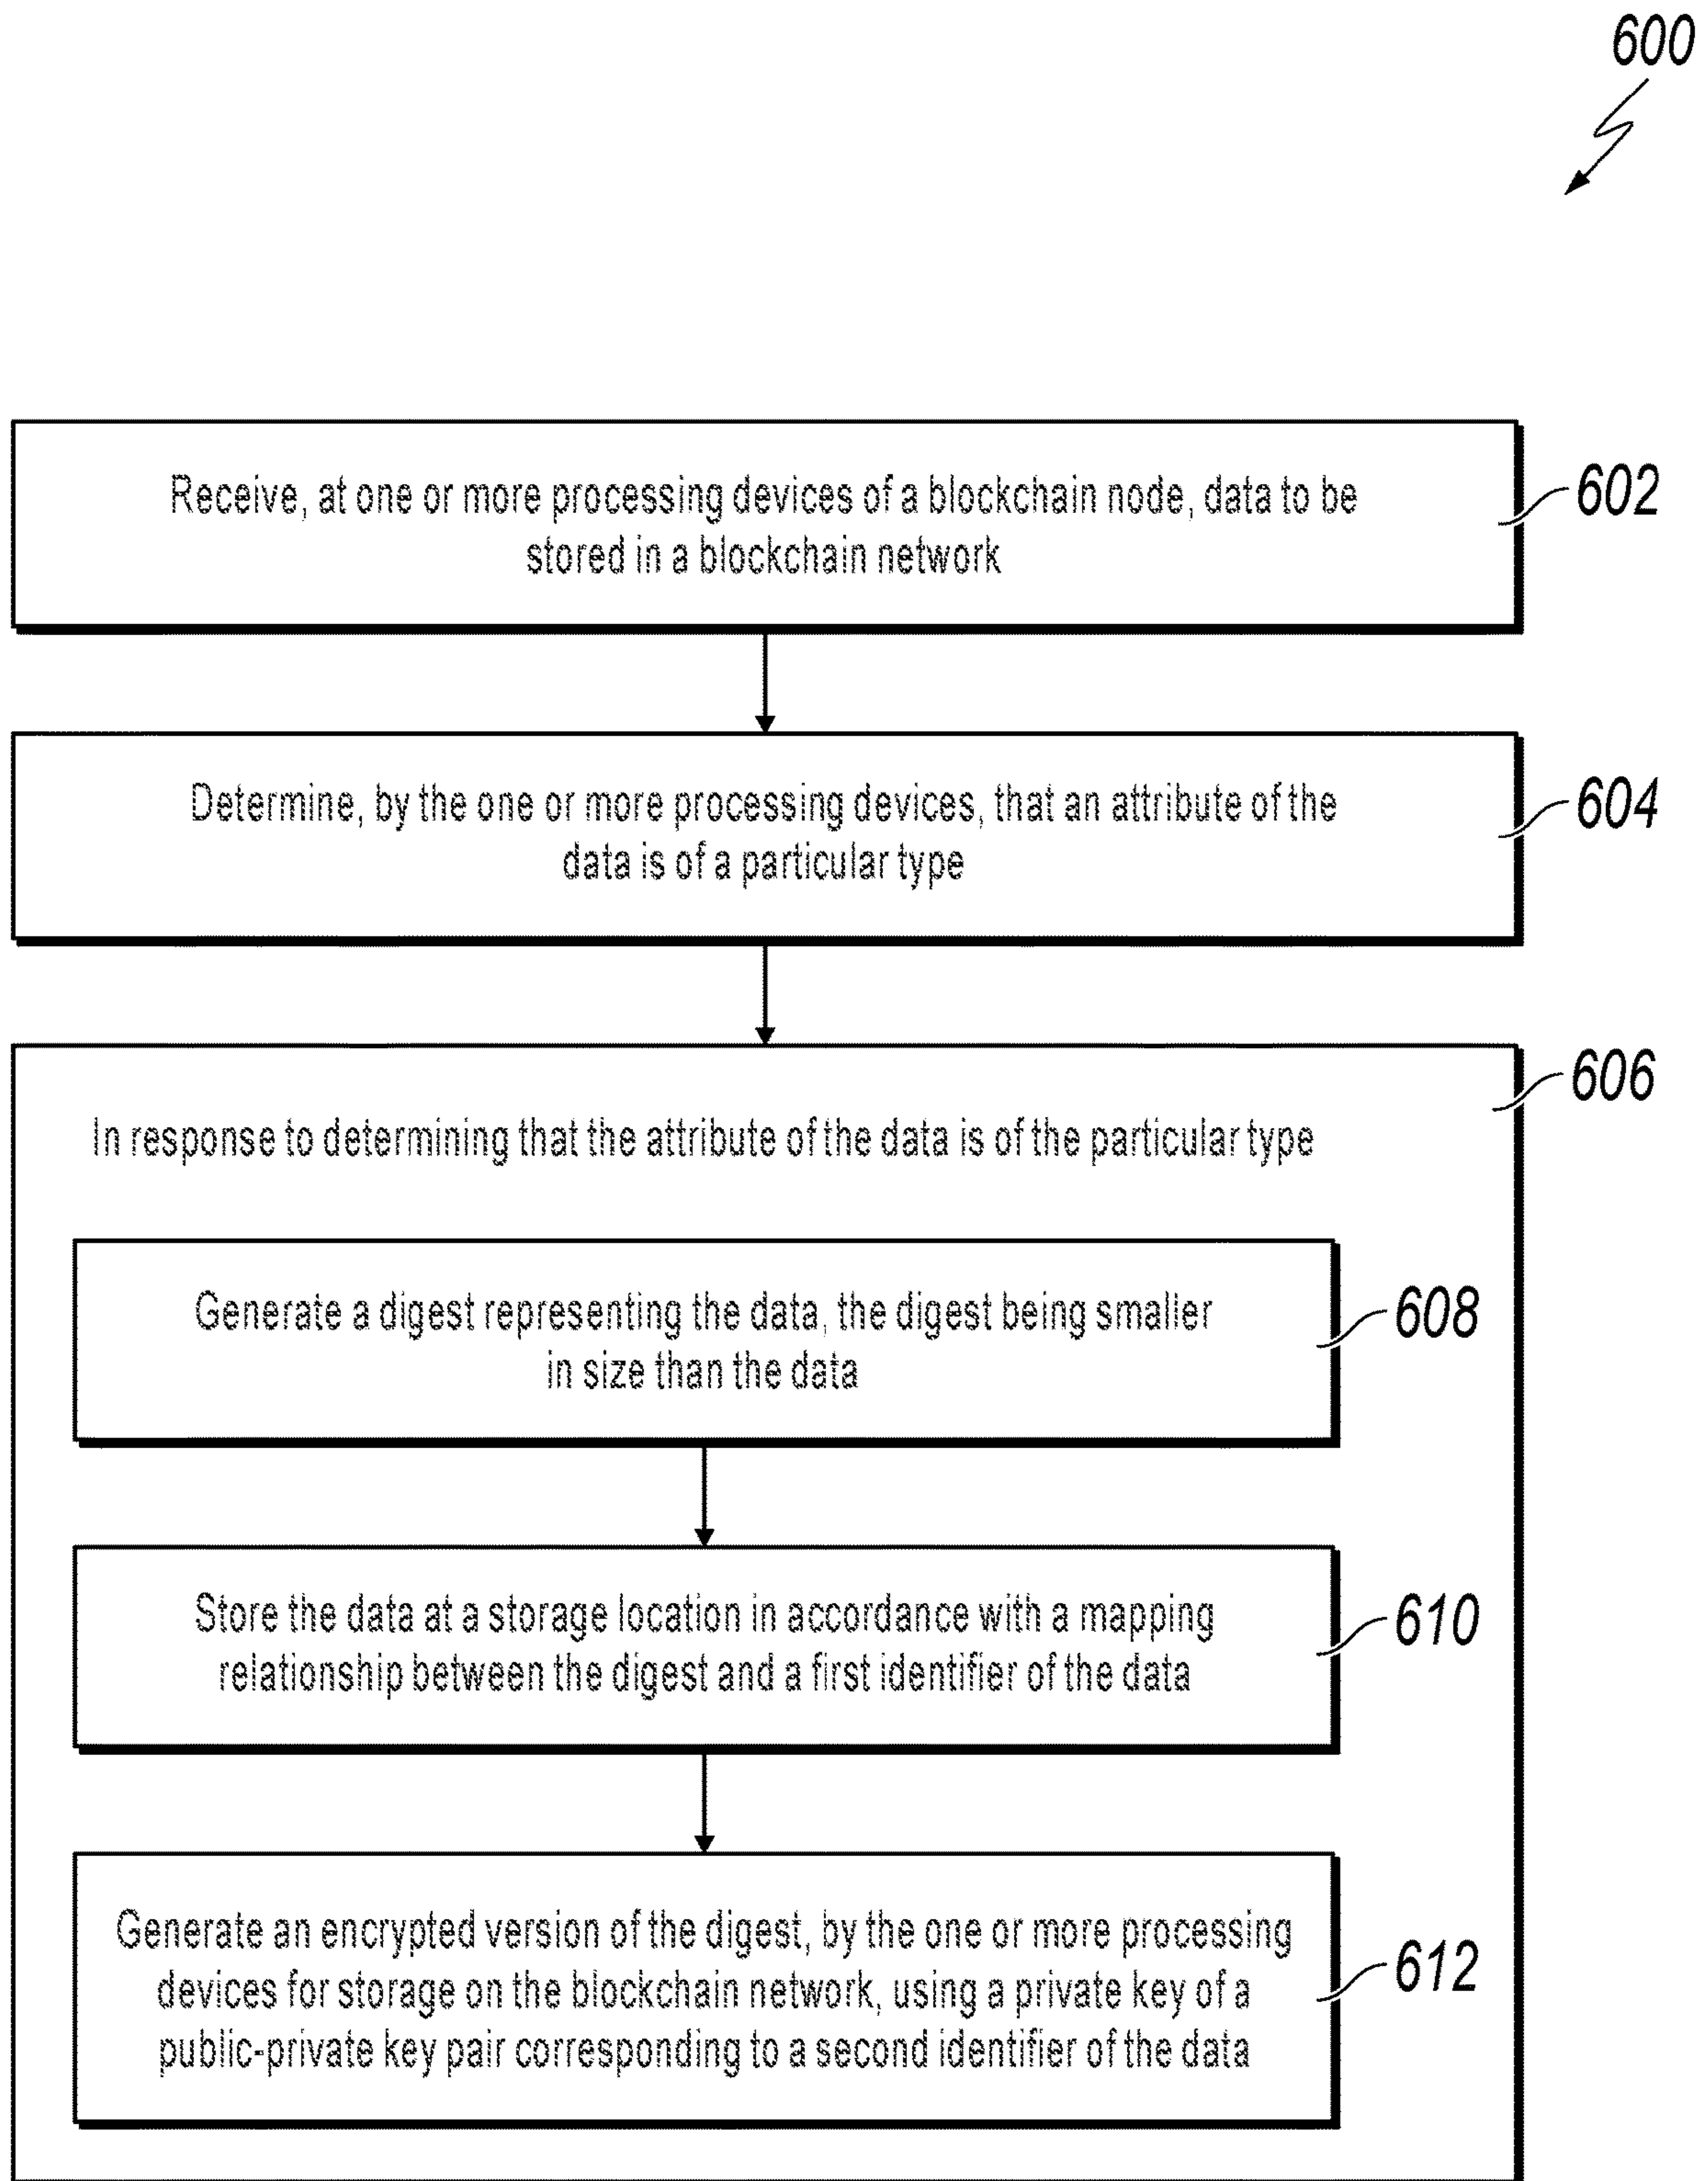 600
Receive, at one or more processing devices of a blockchain node, data to be
stored in a blockchain network
602
Determine, by the one or more processing devices, that an attribute of the
data is of a particular type
604
606
In response to determining that the attribute of the data is of the particular type
Generate a digest representing the data, the digest being smaller
in size than the data
608
Store the data at a storage location in accordance with a mapping
relationship between the digest and a first identifier of the data
610
Generate an encrypted version of the digest, by the one or more processing
devices for storage on the blockchain network, using a private key of a
public-private key pair corresponding to a second identifier of the data
612